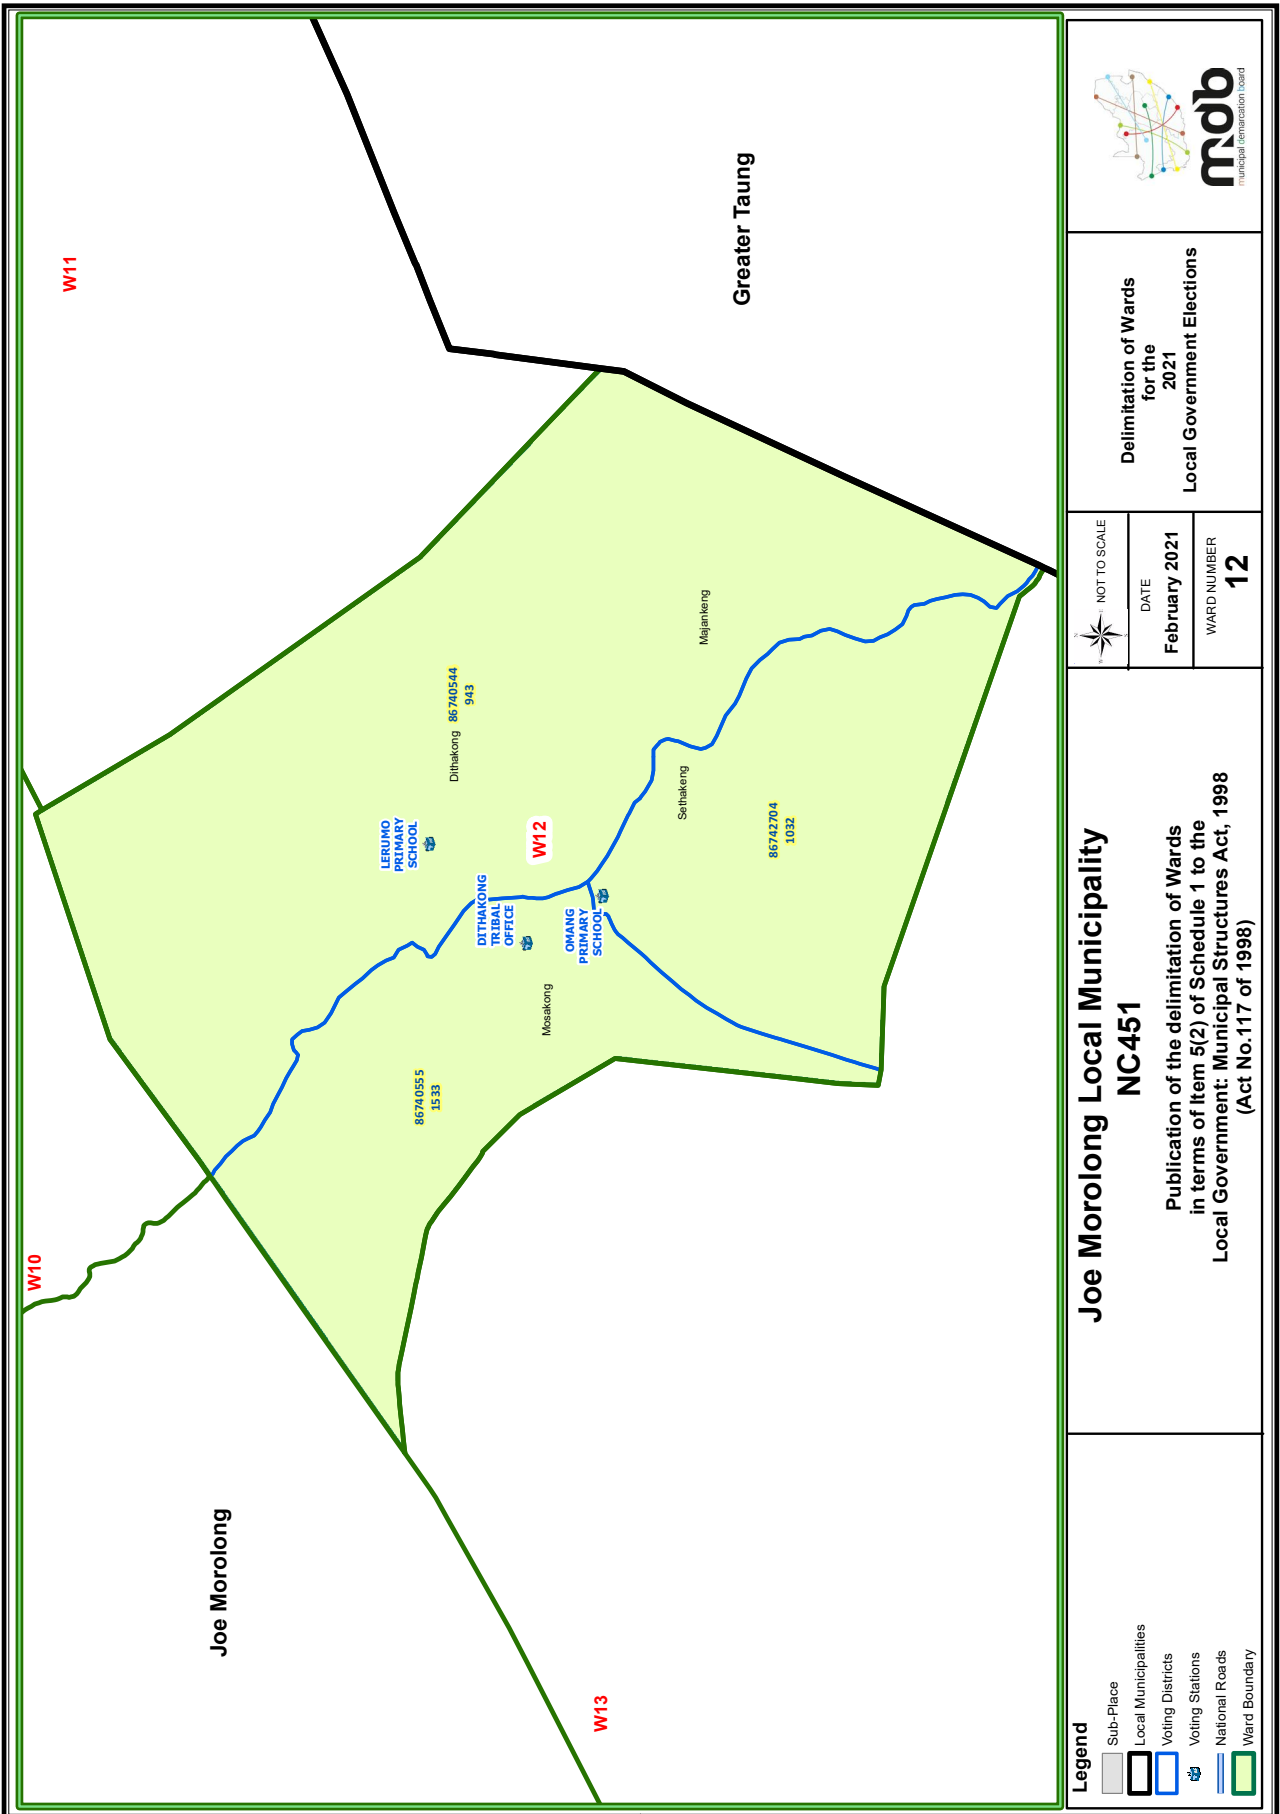 W11
W10
W13
W12
Joe Morolong
Greater Taung
LERUMO
PRIMARY
SCHOOL
DITHAKONG
TRIBAL
OFFICE
OMANG
PRIMARY
SCHOOL
Dithakong
86740544
943
Majankeng
Sethakeng
86742704
1032
Mosakong
86740555
1533
Legend
Sub-Place
Local Municipalities
Voting Districts
Voting Stations
National Roads
Ward Boundary
Joe Morolong Local Municipality
NC451
Publication of the delimitation of Wards
in terms of Item 5(2) of Schedule 1 to the
Local Government: Municipal Structures Act, 1998
(Act No.117 of 1998)
N
W E
S
NOT TO SCALE
DATE
February 2021
WARD NUMBER
12
Delimitation of Wards
for the
2021
Local Government Elections
mdb
municipal demarcation board